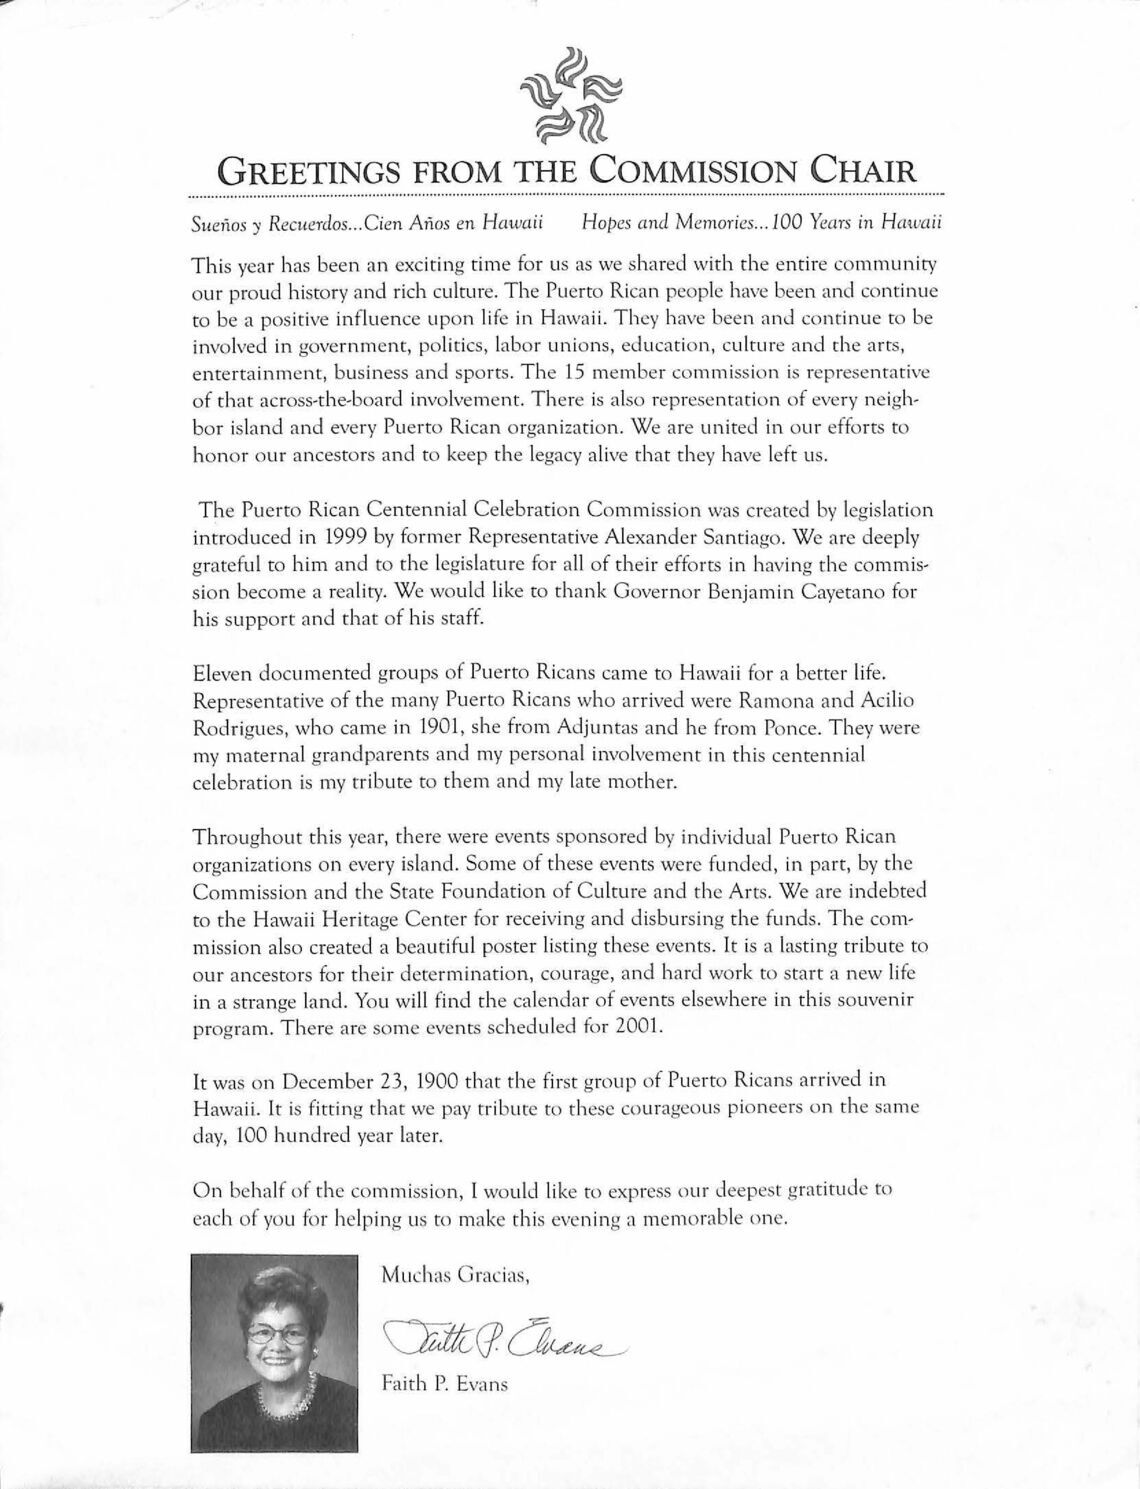 GREETINGS FROM THE COMMISSION CHAIR
Sueños y Recuerdos...Cien Años en Hawaii Hopes and Memories...100 Years in Hawaii
This year has been an exciting time for us as we shared with the entire community
our proud history and rich culture. The Puerto Rican people have been and continue
to be a positive influence upon life in Hawaii. They have been and continue to be
involved in government, politics, labor unions, education, culture and the arts,
entertainment, business and sports. The 15 member commission is representative
of that across-the-board involvement. There is also representation of every neigh-
bor island and every Puerto Rican organization. We are united in our efforts to
honor our ancestors and to keep the legacy alive that they have left us.
The Puerto Rican Centennial Celebration Commission was created by legislation
introduced in 1999 by former Representative Alexander Santiago. We are deeply
grateful to him and to the legislature for all of their efforts in having the commis-
sion become a reality. We would like to thank Governor Benjamin Cayetano for
his support and that of his staff.
Eleven documented groups of Puerto Ricans came to Hawaii for a better life.
Representative of the many Puerto Ricans who arrived were Ramona and Acilio
Rodrigues, who came in 1901, she from Adjuntas and he from Ponce. They were
my maternal grandparents and my personal involvement in this centennial
celebration is my tribute to them and my late mother.
Throughout this year, there were events sponsored by individual Puerto Rican
organizations on every island. Some of these events were funded, in part, by the
Commission and the State Foundation of Culture and the Arts. We are indebted
to the Hawaii Heritage Center for receiving and disbursing the funds. The com-
mission also created a beautiful poster listing these events. It is a lasting tribute to
our ancestors for their determination, courage, and hard work to start a new life
in a strange land. You will find the calendar of events elsewhere in this souvenir
program. There are some events scheduled for 2001.
It was on December 23, 1900 that the first group of Puerto Ricans arrived in
Hawaii. It is fitting that we pay tribute to these courageous pioneers on the same
day, 100 hundred year later.
On behalf of the commission, I would like to express our deepest gratitude to
each of you for helping us to make this evening a memorable one.
Muchas Gracias,
Faith P. Evans
Faith P. Evans